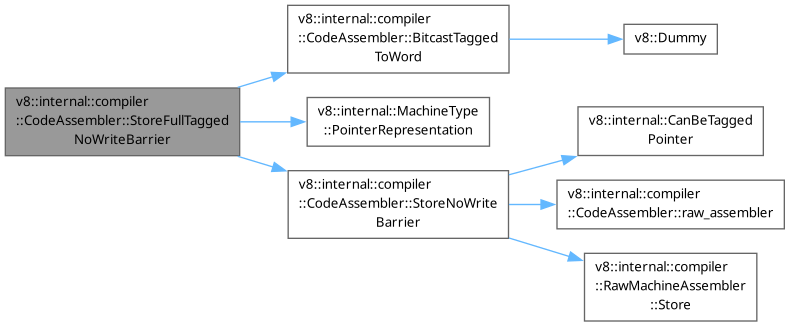 v8::internal::compiler
::CodeAssembler::StoreFullTagged
NoWriteBarrier
v8::internal::compiler
::CodeAssembler::BitcastTagged
ToWord
v8::Dummy
v8::internal::MachineType
::PointerRepresentation
v8::internal::compiler
::CodeAssembler::StoreNoWrite
Barrier
v8::internal::CanBeTagged
Pointer
v8::internal::compiler
::CodeAssembler::raw_assembler
v8::internal::compiler
::RawMachineAssembler
::Store